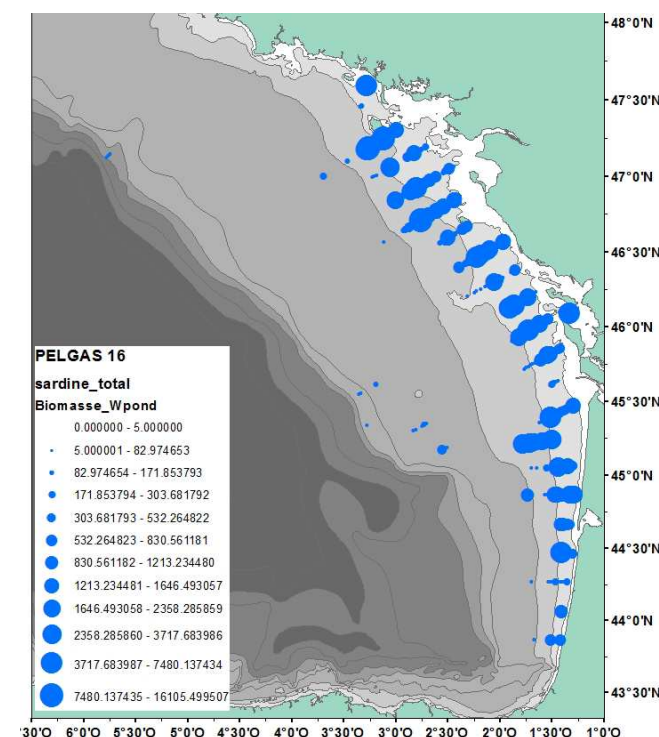 48°0'N
47°30'N
47°0'N
46°30'N
46°0'N
45°30'N
45°0'N
44°30'N
44°0'N
43°30'N
PELGAS 16
sardine_total
Biomasse_Wpond
0.000000 - 5.000000
5.000001 - 82.974653
82.974654 - 171.853793
171.853794 - 303.681792
303.681793 - 532.264822
532.264823 - 830.561181
830.561182 - 1213.234480
1213.234481 - 1646.493057
1646.493058 - 2358.285859
2358.285860 - 3717.683986
3717.683987 - 7480.137434
7480.137435 - 16105.499507
30'O 6°0'O 5°30'O 5°0'O 4°30'O 4°0'O 3°30'O 3°0'O 2°30'O 2°0'O 1°30'O 1°0'O